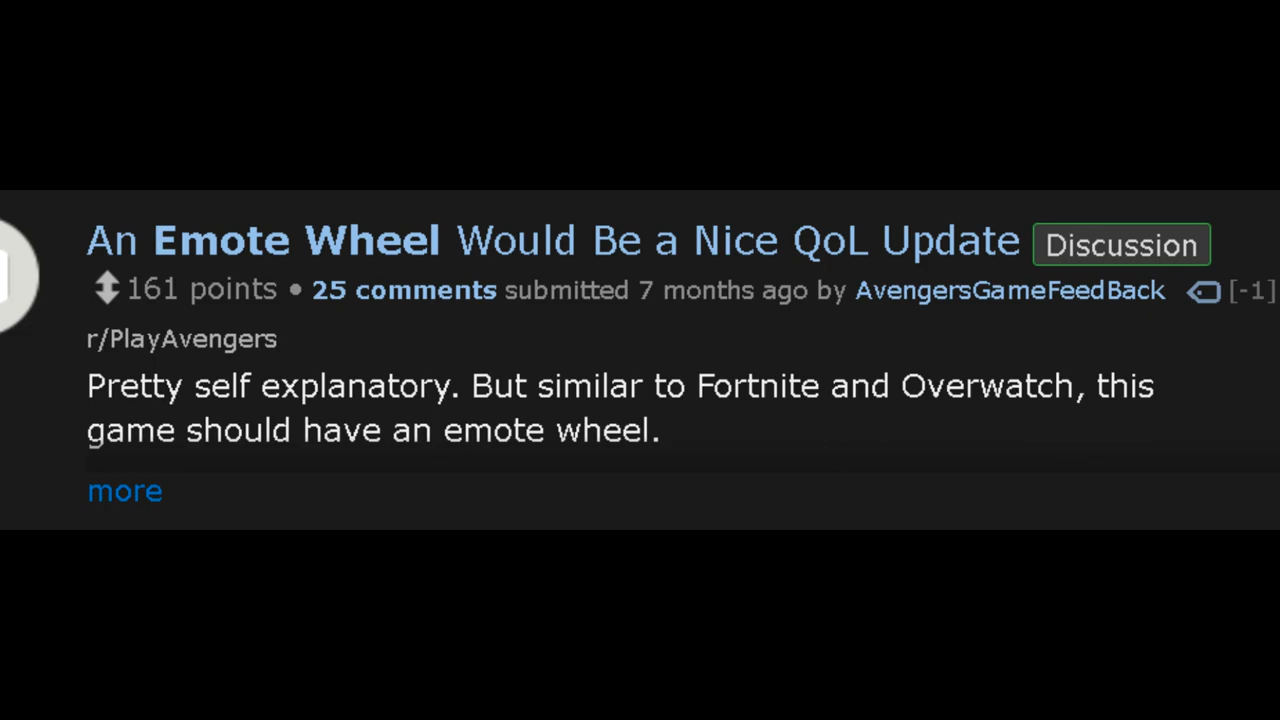 An Emote Wheel Would Be a Nice QoL Update Discussion
161 points • 25 comments submitted 7 months ago by AvengersGameFeedBack [-1]
r/PlayAvengers
Pretty self explanatory. But similar to Fortnite and Overwatch, this
game should have an emote wheel.
more